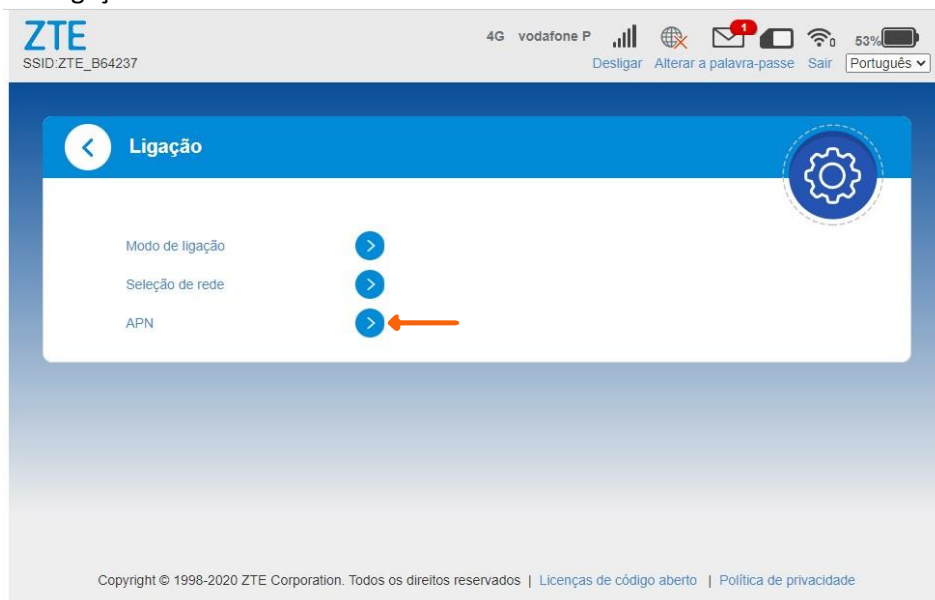 ZTE
4G vodafone P 1 0 53%
SSID:ZTE_B64237
Desligar Alterar a palavra-passe Sair Português
Ligação
Modo de ligação
Seleção de rede
APN
Copyright © 1998-2020 ZTE Corporation. Todos os direitos reservados | Licenças de código aberto | Política de privacidade